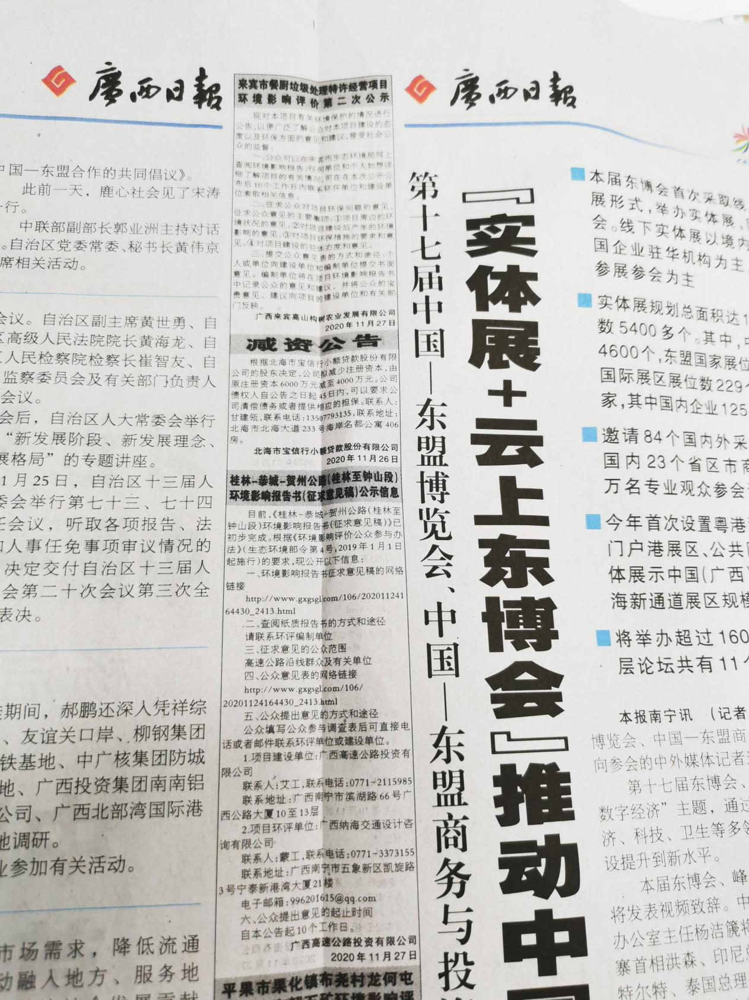 廣西日報
中国—东盟合作的共同倡议》。
此前一天，鹿心社会见了宋涛
一行。
中联部副部长郭业洲主持对话
。自治区党委常委、秘书长黄伟京
席相关活动。
会议。自治区副主席黄世勇、自
区高级人民法院院长黄海龙、自
区人民检察院检察长崔智友、自
监察委员会及有关部门负责人
会议。
会后，自治区人大常委会举行
“新发展阶段、新发展理念、
展格局”的专题讲座。
1月25日，自治区十三届人
委会举行第七十三、七十四
任会议，听取各项报告、法
和人事任免事项审议情况的
决定交付自治区十三届人
会第二十次会议第三次全
表决。
期间，郝鹏还深入凭祥综
、友谊关口岸、柳钢集团
铁基地、中广核集团防城
地、广西投资集团南南铝
公司、广西北部湾国际港
地调研。
业参加有关活动。
市场需求，降低流通
动融入地方、服务地
来宾市餐厨垃圾处理特许经营项目
环境影响评价第二次公示
现对本项目有关环境保护的情况进行
公告,以便广泛了解公众对本项目建设的态
度以及环保方面的意见和建议,接受社会公
众的监督:
一、公众可以在来宾市生态环境局网上
查阅环境影响报告,任何单位和个人如想详
细了解项目的有关情况,可在在本次公示公
布后10个工作日内联系环评单位和建设单
位索取相关信息。
二、征求公众对项目环保问题的意见,
征求公众意见的主要事项:①项目周边的环
境状况的意见。②对项目建设后产生的环境
影响的意见。③对项目环保措施的要求和意
见。④对项目建设的总体态度和意见。
三、提交公众意见表的方式和途径:个
人或单位向建设单位和编制单位提交书面
意见。编制单位将在项目环境影响报告书
中记录公众的意见和建议,并将公众的宝
贵意见、建议向项目的建设单位和有关部
门反映。
广西来宾高山构树农业发展有限公司
2020年11月27日
减资公告
根据北海市宝信行小额贷款股份有限
公司的股东决定,公司拟减少注册资本,由
原注册资本6000万元减至4000万元。公司
债权人自公告之日起45日内,可以要求公
司清偿债务或者提供相应的担保。联系人:
甘建瓴,联系电话:13507793135,联系地址:
北海市北海大道233号海岸名都公寓406
房。
北海市宝信行小额贷款股份有限公司
2020年11月26日
桂林-恭城-贺州公路(桂林至钟山段)
环境影响报告书(征求意见稿)公示信息
目前,《桂林-恭城-贺州公路(桂林至
钟山段)环境影响报告书(征求意见稿)》已
初步完成。根据《环境影响评价公众参与办
法》(生态环境部令第4号,2019年1月1日
起施行)的要求,现公开以下信息:
一、环境影响报告书征求意见稿的网络
链接
http://www.gxgsgl.com/106/202011241
64430_2413.html
二、查阅纸质报告书的方式和途径
请联系环评编制单位
三、征求意见的公众范围
高速公路沿线群众及有关单位
四、公众意见表的网络链接
http://www.gxgsgl.com/106/
20201124164430_2413.html
五、公众提出意见的方式和途径
公众填写公众参与调查表后可直接电
话或者邮件联系环评单位或建设单位。
1.项目建设单位:广西高速公路投资有
限公司
联系人:艾工,联系电话:0771-2115985
联系地址:广西南宁市滨湖路66号广
西公路大厦10至13层
2.项目环评单位:广西纳海交通设计咨
询有限公司
联系人:蒙工,联系电话:0771-3373155
联系地址:广西南宁市五象新区凯旋路
3号宁泰新港湾大厦21楼
电子邮箱:996201615@qq.com
六、公众提出意见的起止时间
自本公告起10个工作日。
广西高速公路投资有限公司
2020年11月27日
平果市果化镇布尧村龙何屯
廣西日報
第十七届中国—东盟博览会、中国—东盟商务与投
『实体展+云上东博会』推动中
本届东博会首次采取线
展形式,举办实体展,
会。线下实体展以境内
国企业驻华机构为主
参展参会为主
实体展规划总面积达1
数5400多个。其中,
4600个,东盟国家展位
国际展区展位数229个
家,其中国内企业125
邀请84个国内外采
国内23个省区市商
万名专业观众参会
今年首次设置粤港
门户港展区、公共
体展示中国(广西)
海新通道展区规模
将举办超过160
层论坛共有11个
本报南宁讯 (记者
博览会、中国—东盟商
向参会的中外媒体记者
第十七届东博会、
数字经济”主题，通过
济、科技、卫生等多领
设提升到新水平。
本届东博会、峰
将发表视频致辞。中
办公室主任杨洁篪将
寨首相洪森、印尼总
特尔特、泰国总理